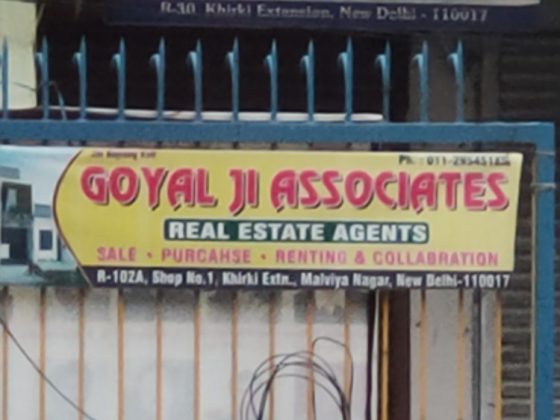 R-30, Khirki Extension, New Delhi - 110017
Ph. : 011-29545185
GOYAL JI ASSOCIATES
REAL ESTATE AGENTS
SALE • PURCAHSE • RENTING & COLLABRATION
R-102A, Shop No.1, Khirki Extn., Malviya Nagar, New Delhi-110017